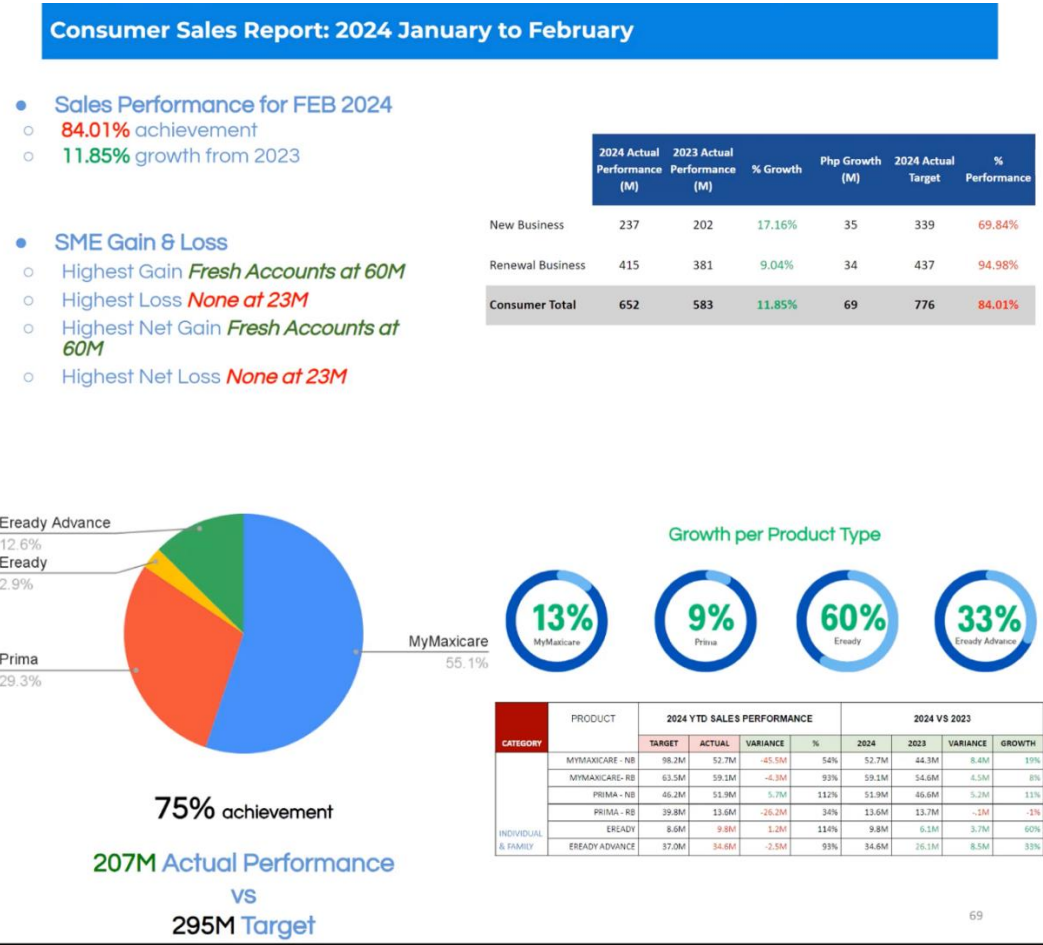 Consumer Sales Report: 2024 January to February
● Sales Performance for FEB 2024
○ 84.01% achievement
○ 11.85% growth from 2023
● SME Gain & Loss
○ Highest Gain Fresh Accounts at 60M
○ Highest Loss None at 23M
○ Highest Net Gain Fresh Accounts at
60M
○ Highest Net Loss None at 23M
2024 Actual Performance (M) 2023 Actual Performance (M) % Growth Php Growth (M) 2024 Actual Target % Performance
New Business 237 202 17.16% 35 339 69.84%
Renewal Business 415 381 9.04% 34 437 94.98%
Consumer Total 652 583 11.85% 69 776 84.01%
Eready Advance
12.6%
Eready
2.9%
Prima
29.3%
MyMaxicare
55.1%
75% achievement
207M Actual Performance
vs
295M Target
Growth per Product Type
13% MyMaxicare
9% Prima
60% Eready
33% Eready Advance
CATEGORY PRODUCT 2024 YTD SALES PERFORMANCE 2024 VS 2023
TARGET ACTUAL VARIANCE % 2024 2023 VARIANCE GROWTH
INDIVIDUAL & FAMILY
MYMAXICARE - NB 98.2M 52.7M -45.5M 54% 52.7M 44.3M 8.4M 19%
MYMAXICARE- RB 63.5M 59.1M -4.3M 93% 59.1M 54.6M 4.5M 8%
PRIMA - NB 46.2M 51.9M 5.7M 112% 51.9M 46.6M 5.2M 11%
PRIMA - RB 39.8M 13.6M -26.2M 34% 13.6M 13.7M -.1M -1%
EREADY 8.6M 9.8M 1.2M 114% 9.8M 6.1M 3.7M 60%
EREADY ADVANCE 37.0M 34.6M -2.5M 93% 34.6M 26.1M 8.5M 33%
69